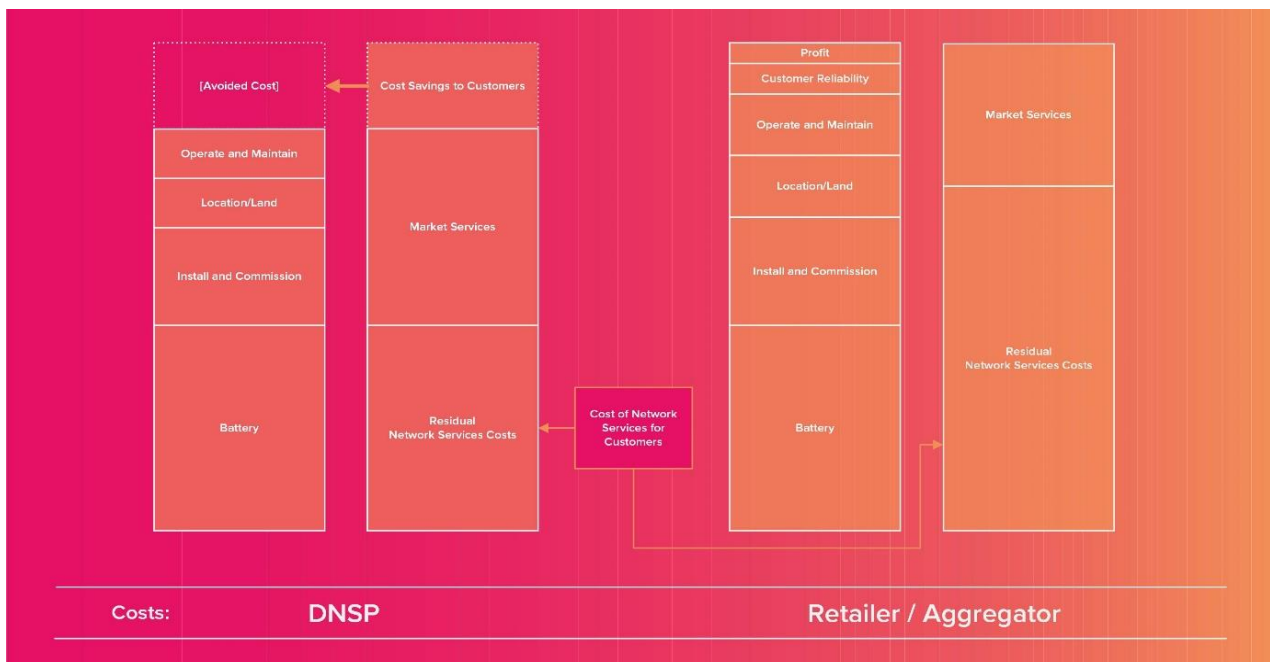 [Avoided Cost]
Operate and Maintain
Location/Land
Install and Commission
Battery
Cost Savings to Customers
Market Services
Residual
Network Services Costs
Cost of Network
Services for
Customers
Profit
Customer Reliability
Operate and Maintain
Location/Land
Install and Commission
Battery
Market Services
Residual
Network Services Costs
Costs:
DNSP
Retailer / Aggregator